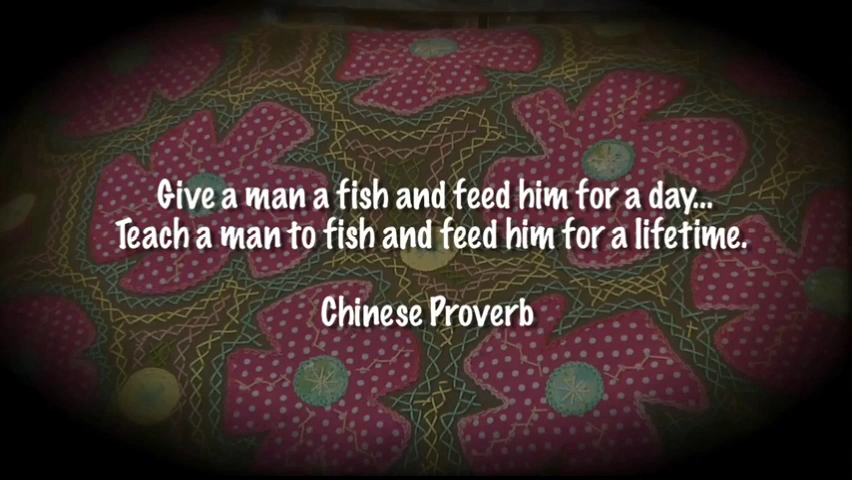 Give a man a fish and feed him for a day...
Teach a man to fish and feed him for a lifetime.
Chinese Proverb